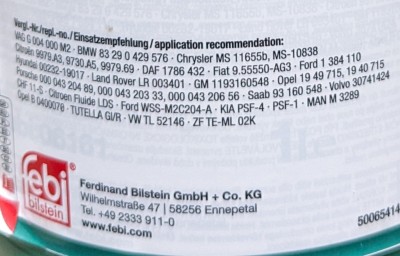 Vergl.-Nr./repl.-no./Einsatzempfehlung/application recommendation:
VAG G 004 000 M2 · BMW 83 29 0 429 576 · Chrysler MS 11655b, MS-10838
Citroën 9979.A3, 9730.A5, 9979.69 · DAF 1786 432 · Fiat 9.55550-AG3 · Ford 1 384 110
Hyundai 00232-19017 · Land Rover LR 003401 · GM 1193160548 · Opel 19 49 715, 19 40 715
Porsche 000 043 204 89, 000 043 203 33, 000 043 206 56 · Saab 93 160 548 · Volvo 30741424
CHF 11-S · Citroën Fluide LDS · Ford WSS-M2C204-A · KIA PSF-4 · PSF-1 · MAN M 3289
Opel B 0400078 · TUTELLA GI/R · VW TL 52146 · ZF TE-ML 02K
febi
bilstein
Ferdinand Bilstein GmbH + Co. KG
Wilhelmstraße 47 | 58256 Ennepetal
Tel. +49 2333 911-0
www.febi.com
50065414